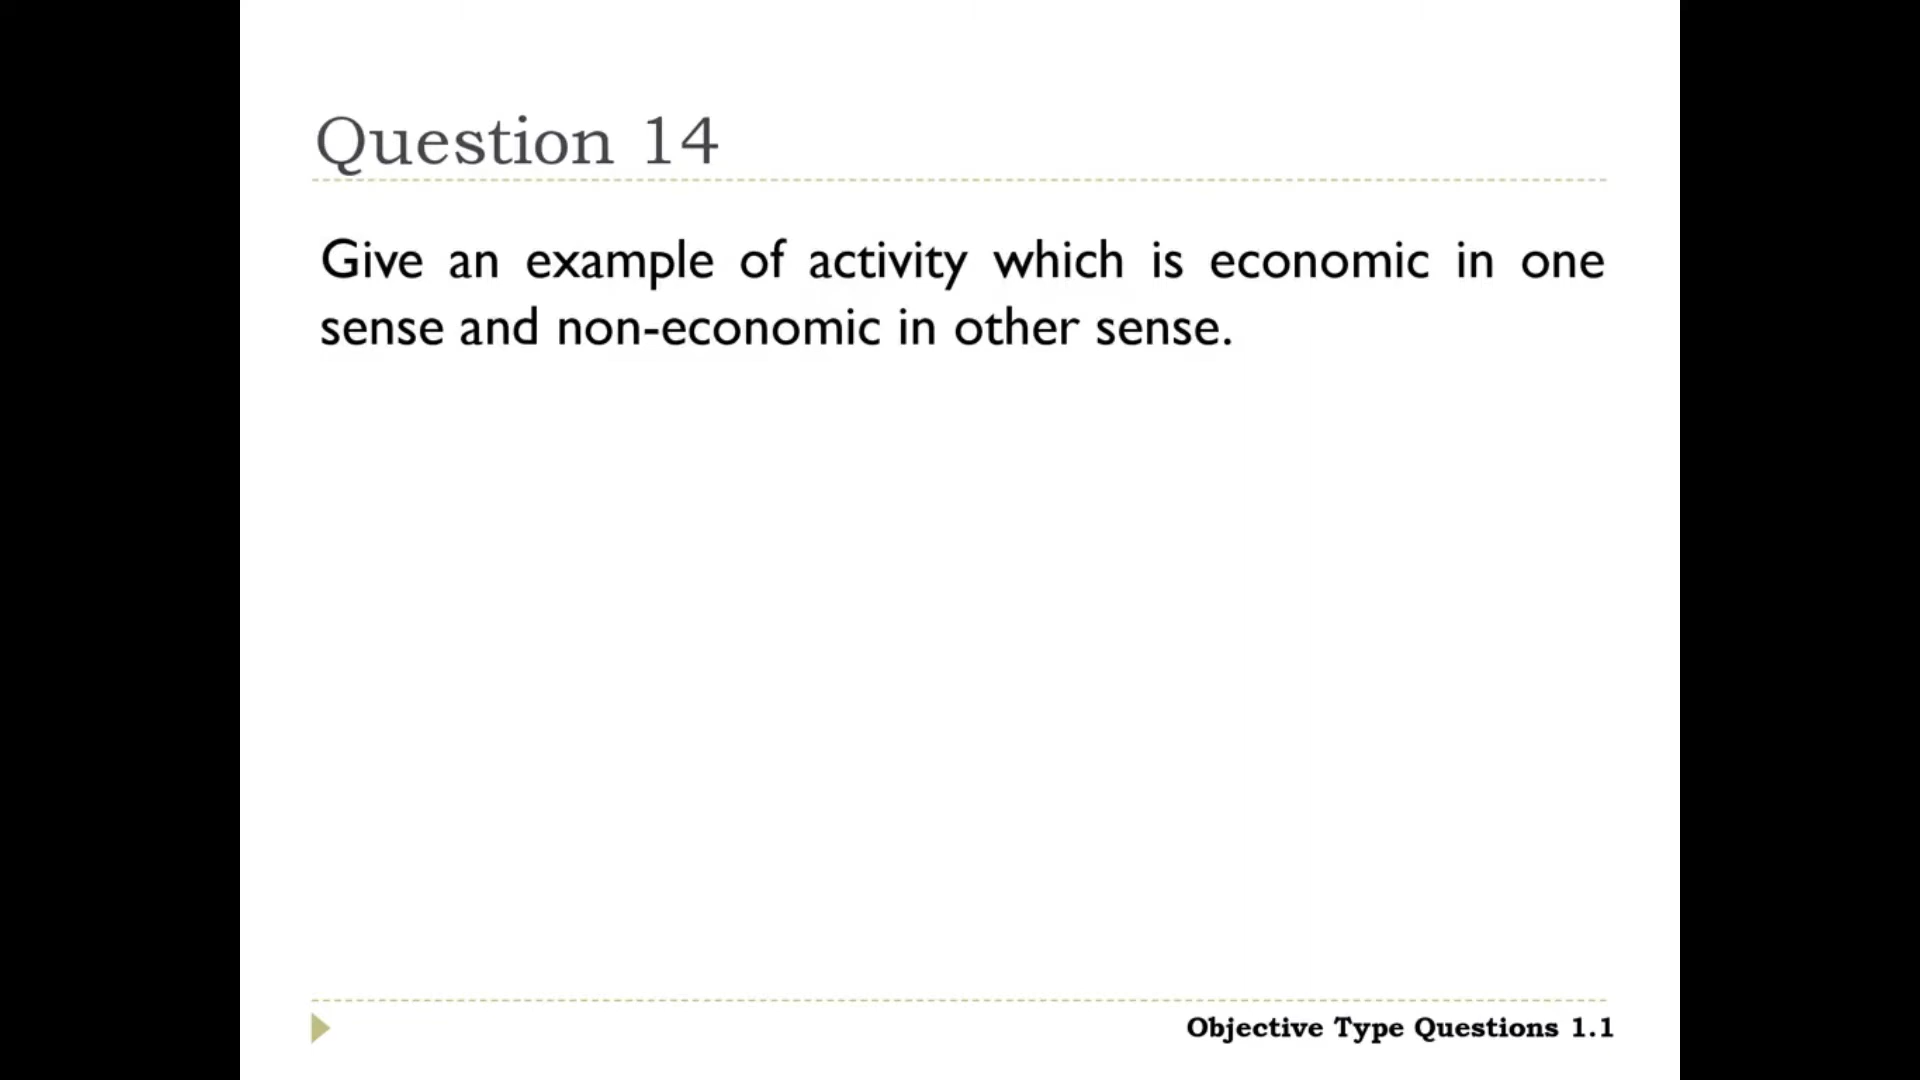 Question 14
Give an example of activity which is economic in one
sense and non-economic in other sense.
Objective Type Questions 1.1